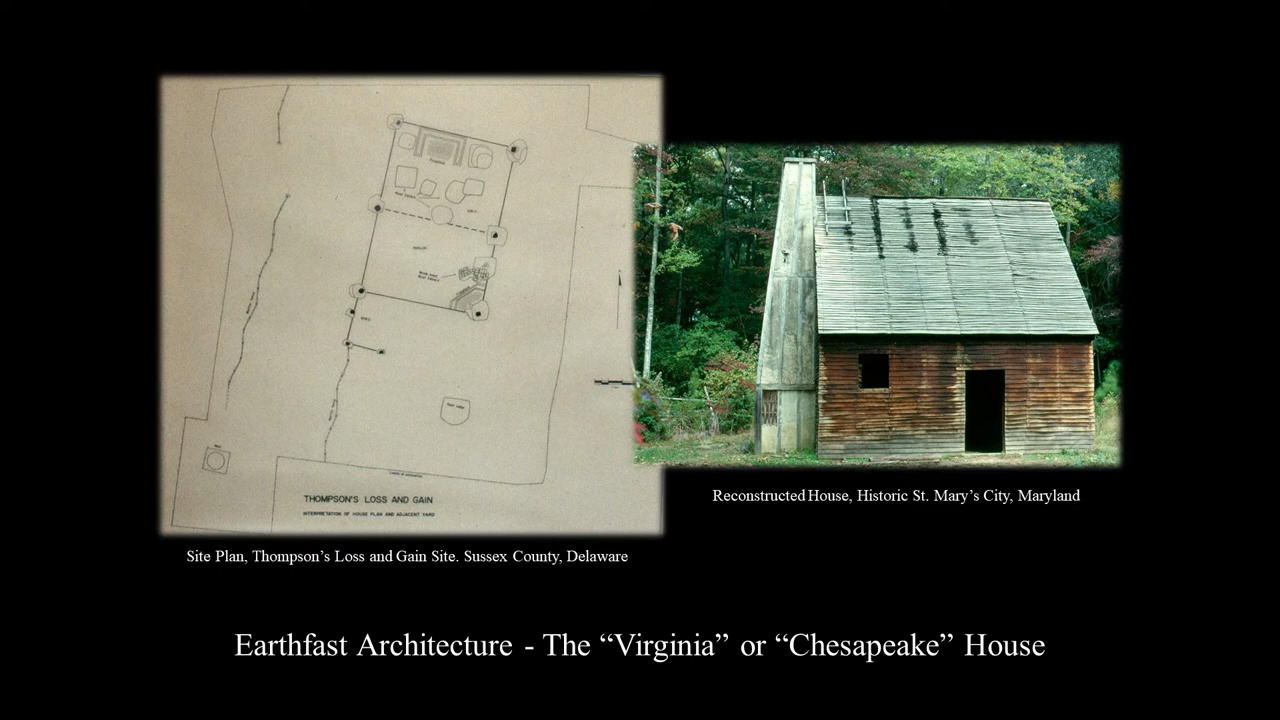 THOMPSON'S LOSS AND GAIN
INTERPRETATION OF HOUSE PLAN AND ADJACENT YARD
Site Plan, Thompson’s Loss and Gain Site. Sussex County, Delaware
Reconstructed House, Historic St. Mary’s City, Maryland
Earthfast Architecture - The “Virginia” or “Chesapeake” House